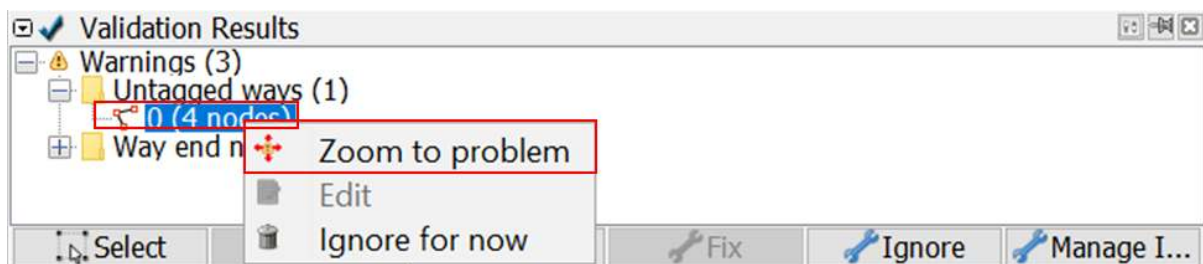 Validation Results
Warnings (3)
Untagged ways (1)
0 (4 nodes)
Way end n
Zoom to problem
Edit
Ignore for now
Select
Fix
Ignore
Manage I...